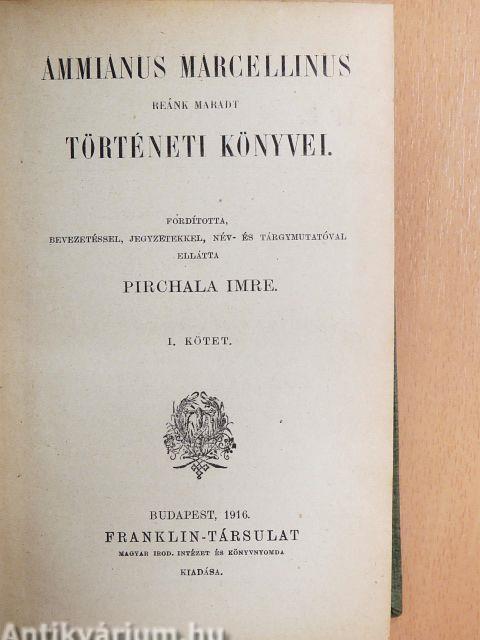 AMMIANUS MARCELLINUS
REÁNK MARADT
TÖRTÉNETI KÖNYVEI.
FORDÍTOTTA,
BEVEZETÉSSEL, JEGYZETEKKEL, NÉV- ÉS TÁRGYMUTATÓVAL
ELLÁTTA
PIRCHALA IMRE.
I. KÖTET.
BUDAPEST, 1916.
FRANKLIN-TÁRSULAT
MAGYAR IROD. INTÉZET ÉS KÖNYVNYOMDA
KIADÁSA.
Antikvárium.hu